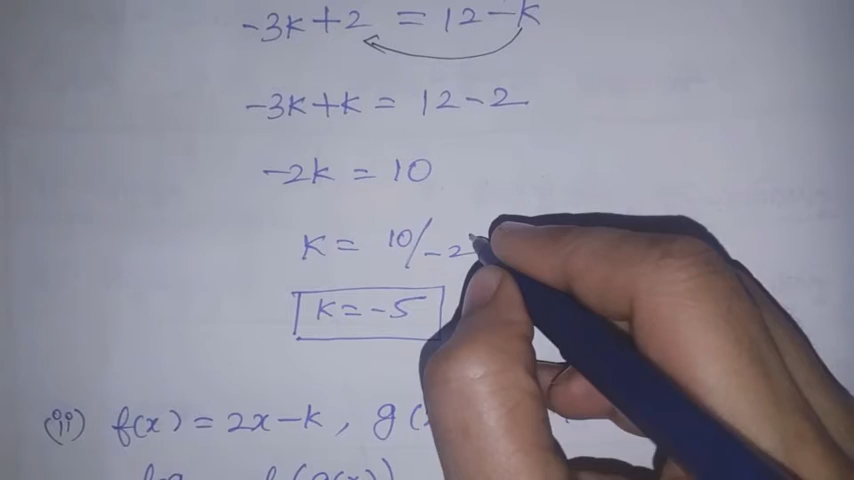 -3k+2 = 12-k
-3k+k = 12-2
-2k = 10
k = 10/-2
k = -5
(ii) f(x) = 2x-k, g(
f(g(x))